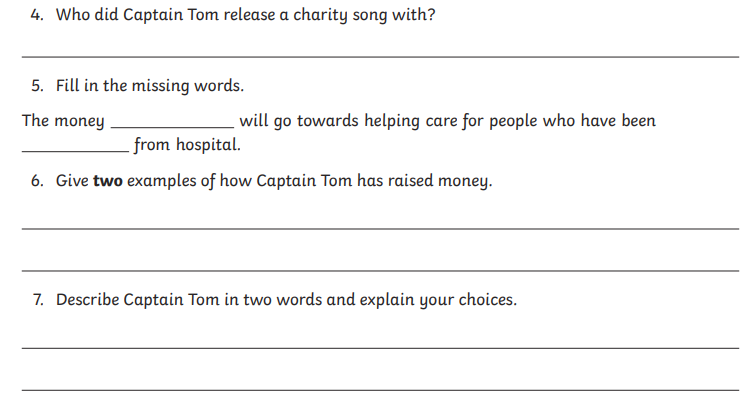 4. Who did Captain Tom release a charity song with?
5. Fill in the missing words.
The money ______________ will go towards helping care for people who have been
____________ from hospital.
6. Give two examples of how Captain Tom has raised money.
7. Describe Captain Tom in two words and explain your choices.